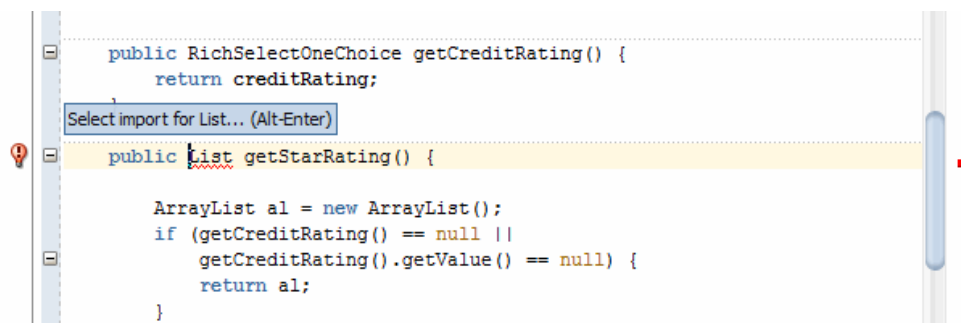 public RichSelectOneChoice getCreditRating() {
return creditRating;
}
Select import for List... (Alt-Enter)
public List getStarRating() {
ArrayList al = new ArrayList();
if (getCreditRating() == null ||
getCreditRating().getValue() == null) {
return al;
}